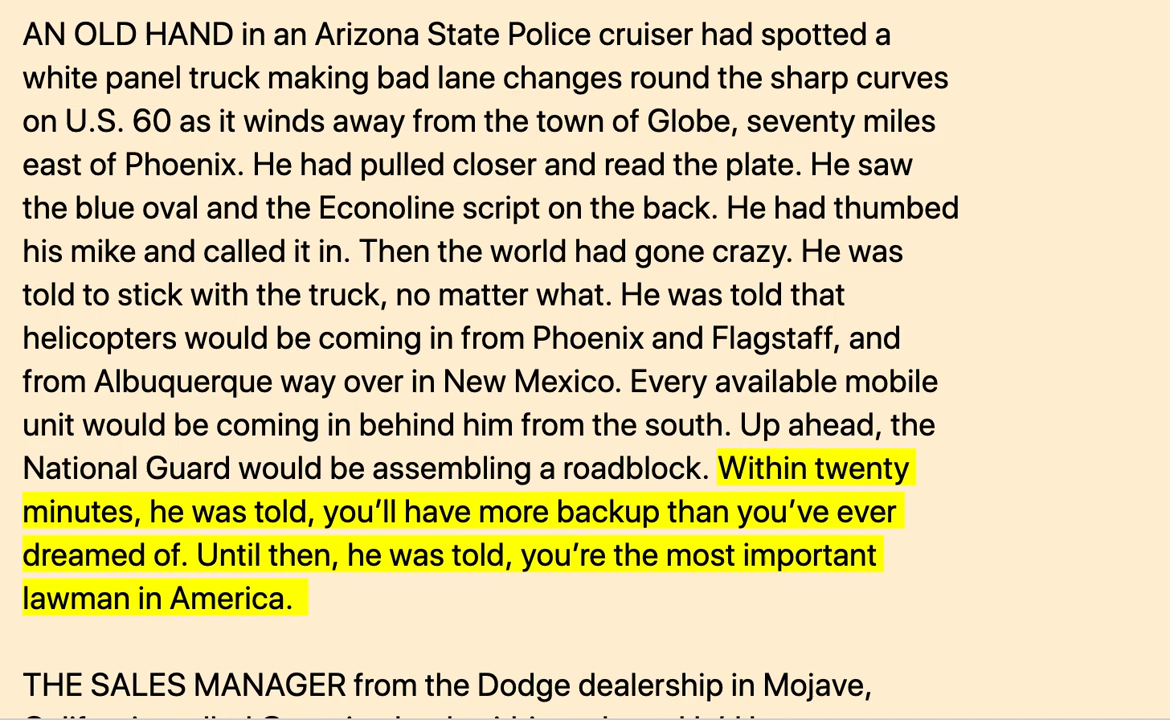 AN OLD HAND in an Arizona State Police cruiser had spotted a
white panel truck making bad lane changes round the sharp curves
on U.S. 60 as it winds away from the town of Globe, seventy miles
east of Phoenix. He had pulled closer and read the plate. He saw
the blue oval and the Econoline script on the back. He had thumbed
his mike and called it in. Then the world had gone crazy. He was
told to stick with the truck, no matter what. He was told that
helicopters would be coming in from Phoenix and Flagstaff, and
from Albuquerque way over in New Mexico. Every available mobile
unit would be coming in behind him from the south. Up ahead, the
National Guard would be assembling a roadblock. Within twenty
minutes, he was told, you’ll have more backup than you’ve ever
dreamed of. Until then, he was told, you’re the most important
lawman in America.
THE SALES MANAGER from the Dodge dealership in Mojave,